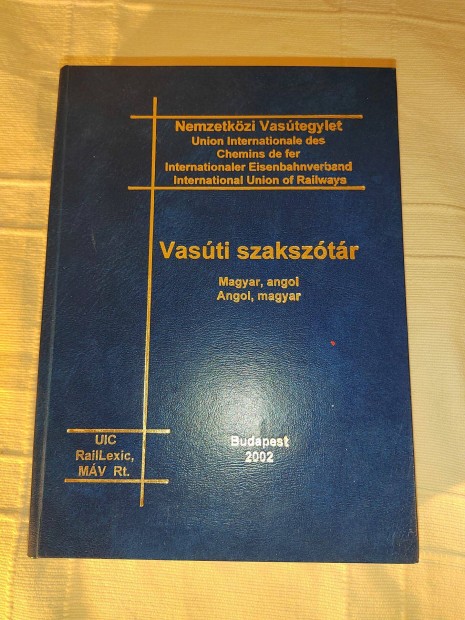 Nemzetközi Vasútegylet
Union Internationale des
Chemins de fer
Internationaler Eisenbahnverband
International Union of Railways
Vasúti szakszótár
Magyar, angol
Angol, magyar
UIC
RailLexic,
MÁV Rt.
Budapest
2002